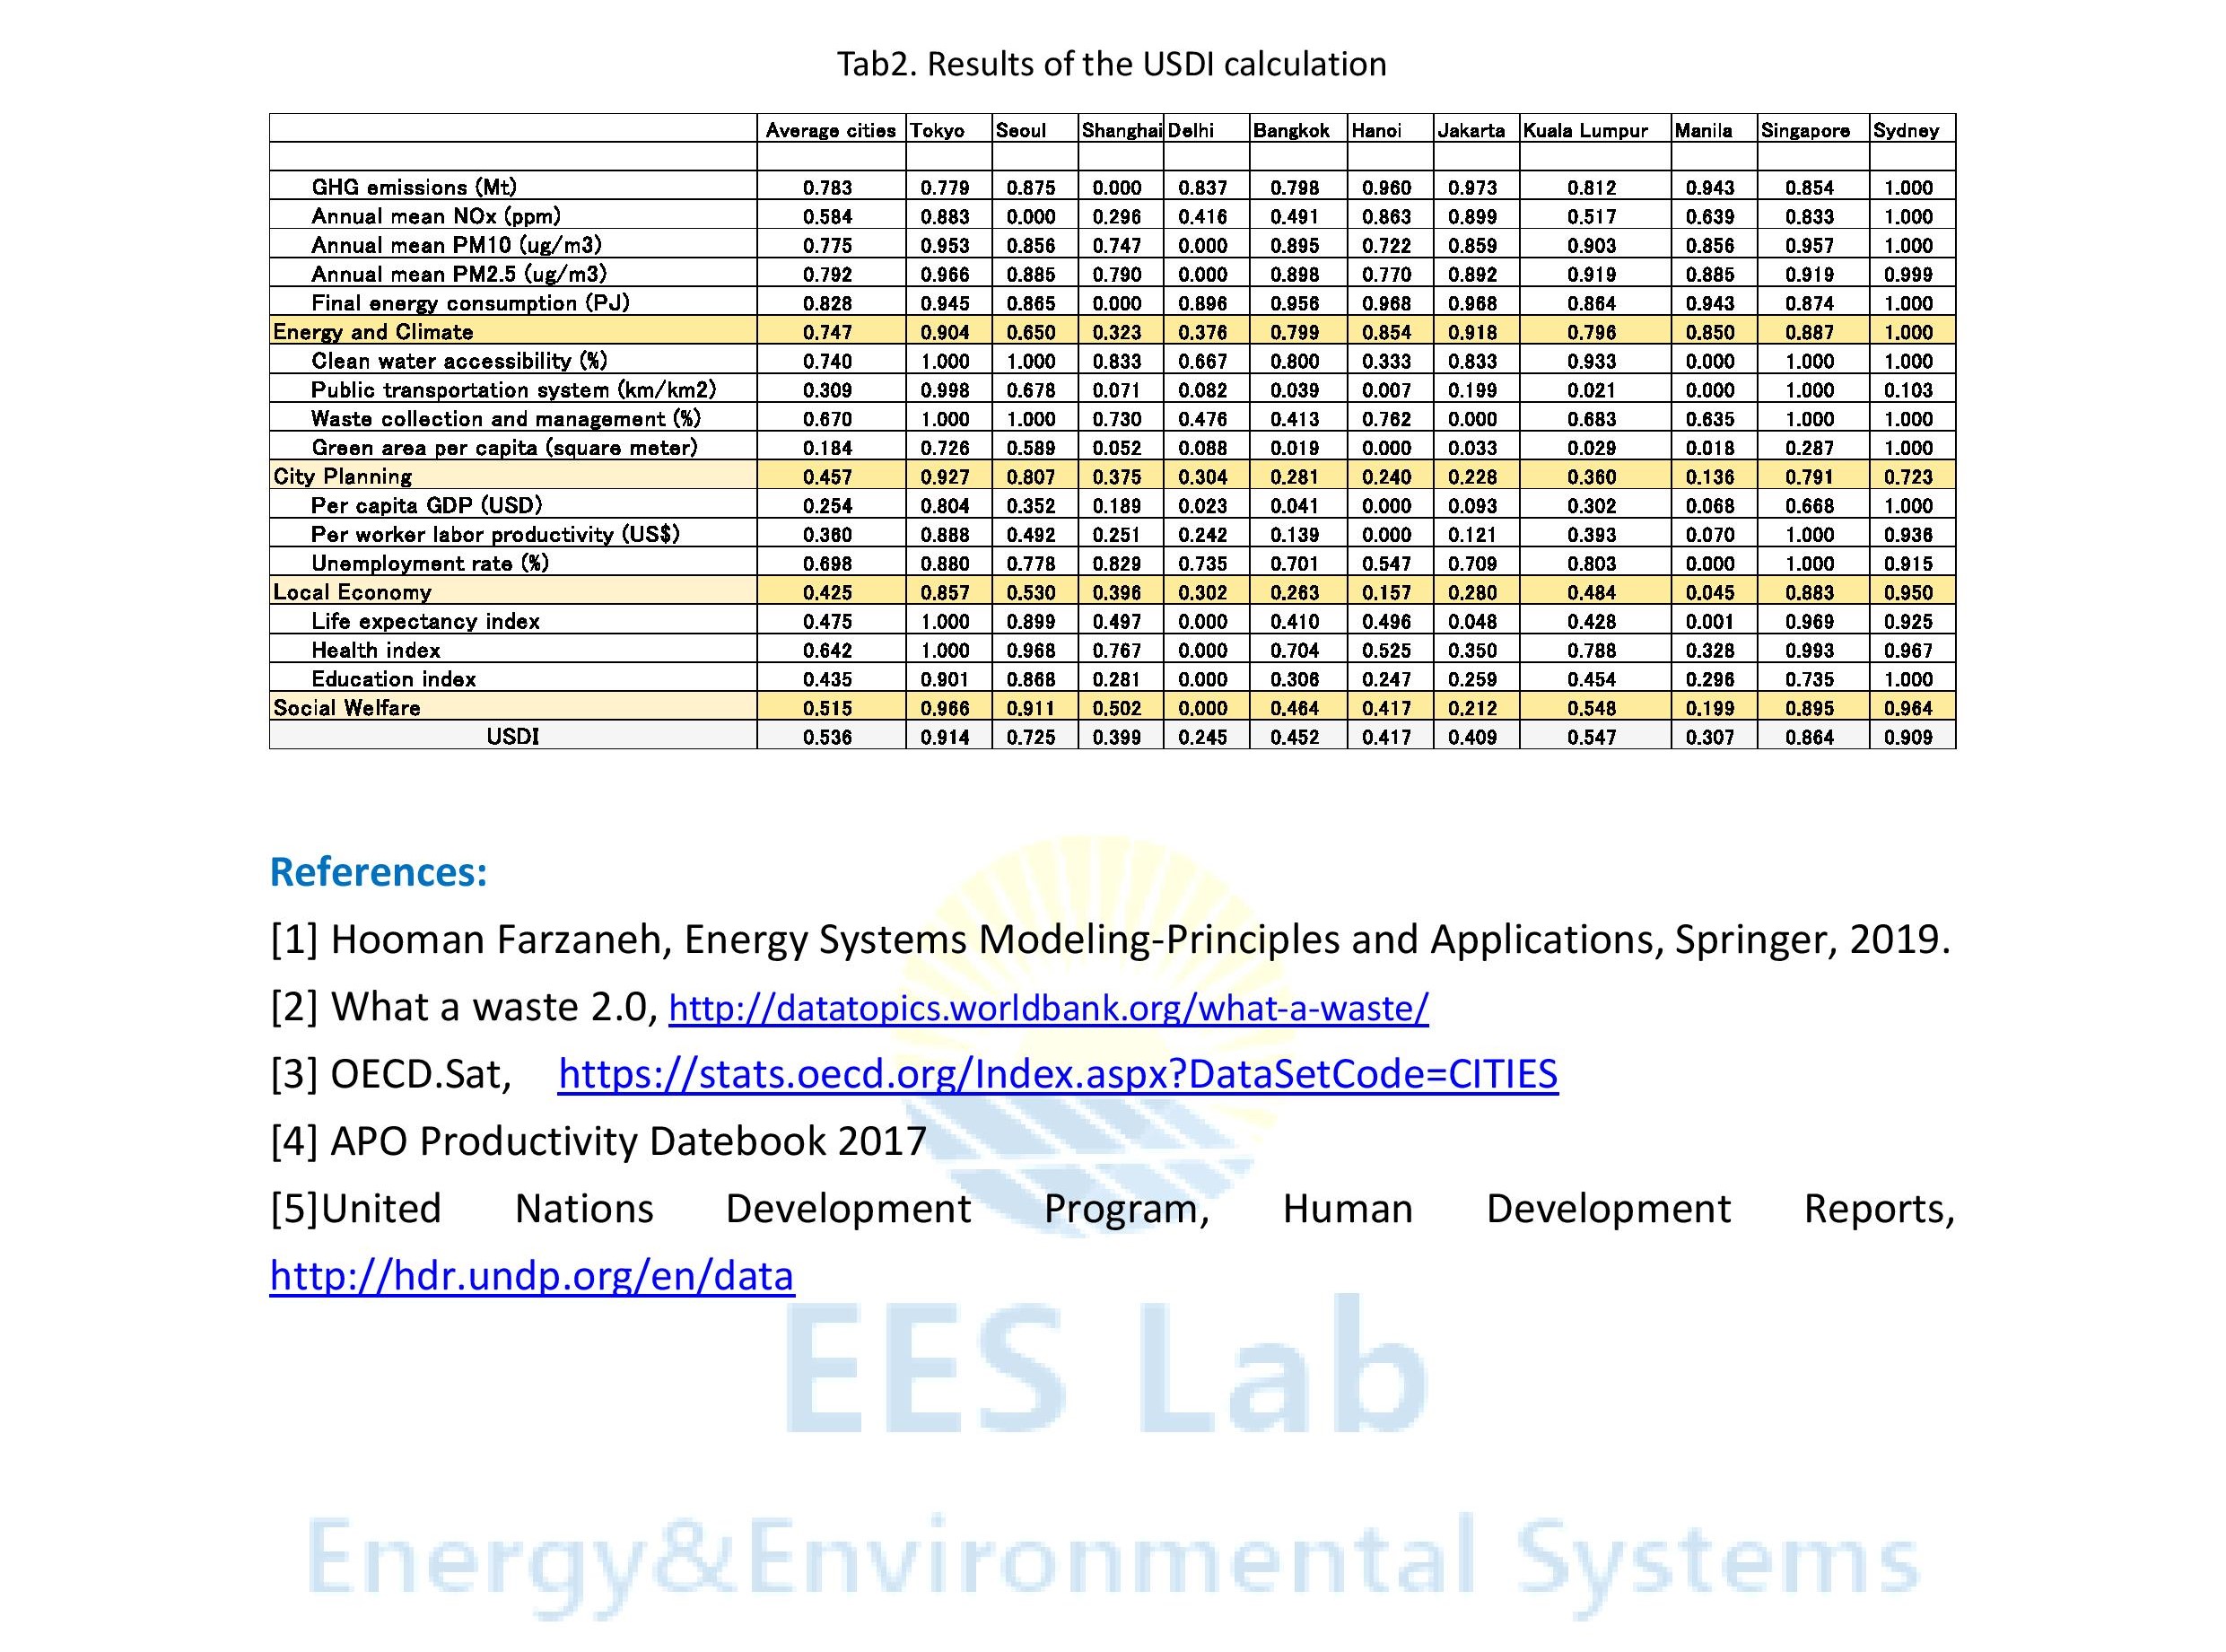 Tab2. Results of the USDI calculation
Average cities Tokyo Seoul Shanghai Delhi Bangkok Hanoi Jakarta Kuala Lumpur Manila Singapore Sydney
GHG emissions (Mt) 0.783 0.779 0.875 0.000 0.837 0.798 0.960 0.973 0.812 0.943 0.854 1.000
Annual mean NOx (ppm) 0.584 0.883 0.000 0.296 0.416 0.491 0.863 0.899 0.517 0.639 0.833 1.000
Annual mean PM10 (ug/m3) 0.775 0.953 0.856 0.747 0.000 0.895 0.722 0.859 0.903 0.856 0.957 1.000
Annual mean PM2.5 (ug/m3) 0.792 0.966 0.885 0.790 0.000 0.898 0.770 0.892 0.919 0.885 0.919 0.999
Final energy consumption (PJ) 0.828 0.945 0.865 0.000 0.896 0.956 0.968 0.968 0.864 0.943 0.874 1.000
Energy and Climate 0.747 0.904 0.650 0.323 0.376 0.799 0.854 0.918 0.796 0.850 0.887 1.000
Clean water accessibility (%) 0.740 1.000 1.000 0.833 0.667 0.800 0.333 0.833 0.933 0.000 1.000 1.000
Public transportation system (km/km2) 0.309 0.998 0.678 0.071 0.082 0.039 0.007 0.199 0.021 0.000 1.000 0.103
Waste collection and management (%) 0.670 1.000 1.000 0.730 0.476 0.413 0.762 0.000 0.683 0.635 1.000 1.000
Green area per capita (square meter) 0.184 0.726 0.589 0.052 0.088 0.019 0.000 0.033 0.029 0.018 0.287 1.000
City Planning 0.457 0.927 0.807 0.375 0.304 0.281 0.240 0.228 0.360 0.136 0.791 0.723
Per capita GDP (USD) 0.254 0.804 0.352 0.189 0.023 0.041 0.000 0.093 0.302 0.068 0.668 1.000
Per worker labor productivity (US$) 0.360 0.888 0.492 0.251 0.242 0.139 0.000 0.121 0.393 0.070 1.000 0.936
Unemployment rate (%) 0.698 0.880 0.778 0.829 0.735 0.701 0.547 0.709 0.803 0.000 1.000 0.915
Local Economy 0.425 0.857 0.530 0.396 0.302 0.263 0.157 0.280 0.484 0.045 0.883 0.950
Life expectancy index 0.475 1.000 0.899 0.497 0.000 0.410 0.496 0.048 0.428 0.001 0.969 0.925
Health index 0.642 1.000 0.968 0.767 0.000 0.704 0.525 0.350 0.788 0.328 0.993 0.967
Education index 0.435 0.901 0.868 0.281 0.000 0.306 0.247 0.259 0.454 0.296 0.735 1.000
Social Welfare 0.515 0.966 0.911 0.502 0.000 0.464 0.417 0.212 0.548 0.199 0.895 0.964
USDI 0.536 0.914 0.725 0.399 0.245 0.452 0.417 0.409 0.547 0.307 0.864 0.909
References:
[1] Hooman Farzaneh, Energy Systems Modeling-Principles and Applications, Springer, 2019.
[2] What a waste 2.0, http://datatopics.worldbank.org/what-a-waste/
[3] OECD.Sat, https://stats.oecd.org/Index.aspx?DataSetCode=CITIES
[4] APO Productivity Datebook 2017
[5]United Nations Development Program, Human Development Reports,
http://hdr.undp.org/en/data
EES Lab
Energy&Environmental Systems